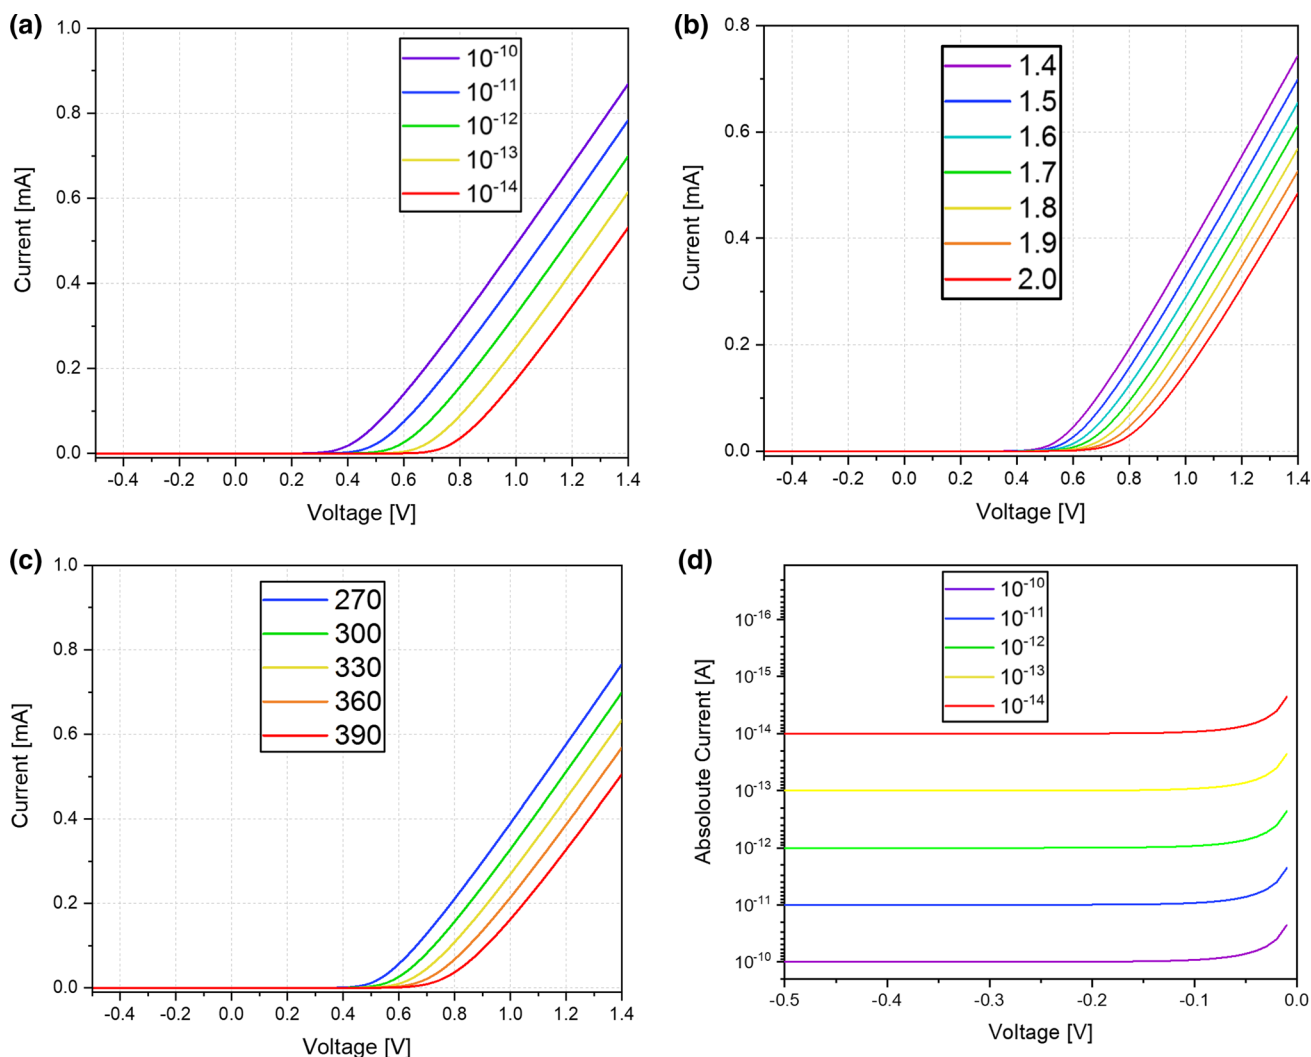 (a)
1.0
0.8
0.6
0.4
0.2
0.0
Current [mA]
10⁻¹⁰
10⁻¹¹
10⁻¹²
10⁻¹³
10⁻¹⁴
-0.4 -0.2 0.0 0.2 0.4 0.6 0.8 1.0 1.2 1.4
Voltage [V]
(b)
0.8
0.6
0.4
0.2
0.0
Current [mA]
1.4
1.5
1.6
1.7
1.8
1.9
2.0
-0.4 -0.2 0.0 0.2 0.4 0.6 0.8 1.0 1.2 1.4
Voltage [V]
(c)
1.0
0.8
0.6
0.4
0.2
0.0
Current [mA]
270
300
330
360
390
-0.4 -0.2 0.0 0.2 0.4 0.6 0.8 1.0 1.2 1.4
Voltage [V]
(d)
10⁻¹⁶
10⁻¹⁵
10⁻¹⁴
10⁻¹³
10⁻¹²
10⁻¹¹
10⁻¹⁰
Absoloute Current [A]
10⁻¹⁰
10⁻¹¹
10⁻¹²
10⁻¹³
10⁻¹⁴
-0.5 -0.4 -0.3 -0.2 -0.1 0.0
Voltage [V]